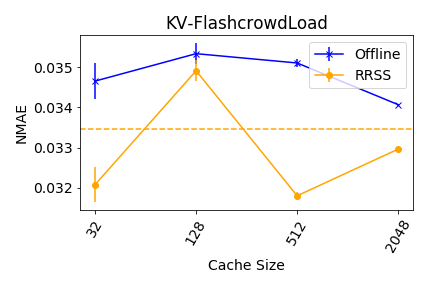 KV-FlashcrowdLoad
Offline
RRSS
NMAE
0.035
0.034
0.033
0.032
32
128
512
2048
Cache Size